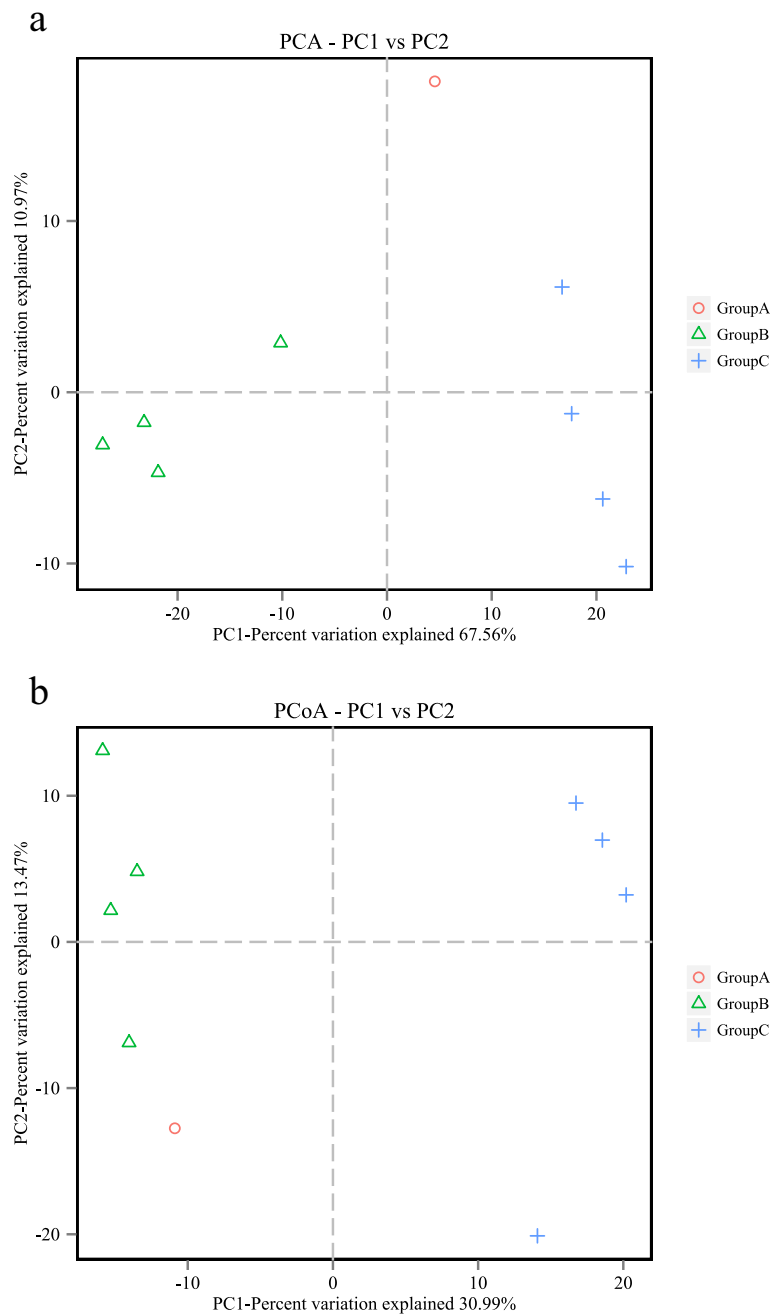 a
PCA - PC1 vs PC2
PC2-Percent variation explained 10.97%
10
0
-10
-20
-10
0
10
20
PC1-Percent variation explained 67.56%
GroupA
GroupB
GroupC
b
PCoA - PC1 vs PC2
PC2-Percent variation explained 13.47%
10
0
-10
-20
-10
0
10
20
PC1-Percent variation explained 30.99%
GroupA
GroupB
GroupC